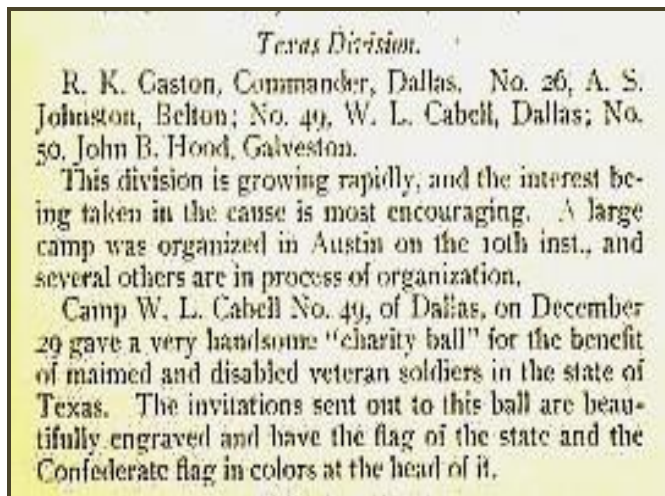 Texas Division.
R. K. Gaston, Commander, Dallas. No. 26, A. S.
Johnston, Belton; No. 49, W. L. Cabell, Dallas; No.
50, John B. Hood, Galveston.
This division is growing rapidly, and the interest be-
ing taken in the cause is most encouraging. A large
camp was organized in Austin on the 10th inst., and
several others are in process of organization.
Camp W. L. Cabell No. 49, of Dallas, on December
29 gave a very handsome "charity ball" for the benefit
of maimed and disabled veteran soldiers in the state of
Texas. The invitations sent out to this ball are beau-
tifully engraved and have the flag of the state and the
Confederate flag in colors at the head of it.